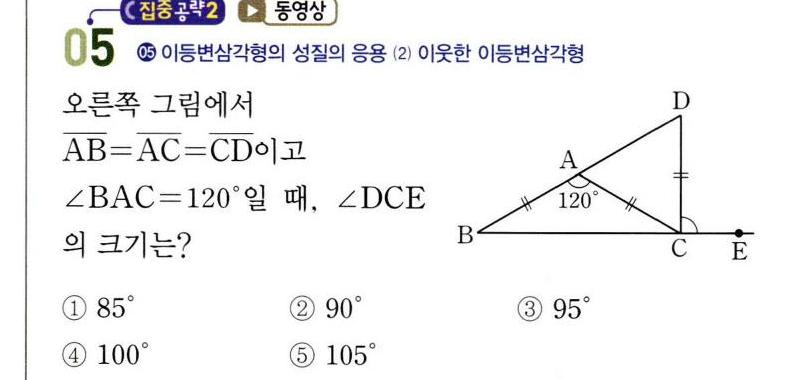 집중공략2 동영상
05 05 이등변삼각형의 성질의 응용 (2) 이웃한 이등변삼각형
오른쪽 그림에서
AB=AC=CD이고
∠BAC=120°일 때, ∠DCE
의 크기는?
D
A
120°
B
C
E
① 85° ② 90° ③ 95°
④ 100° ⑤ 105°